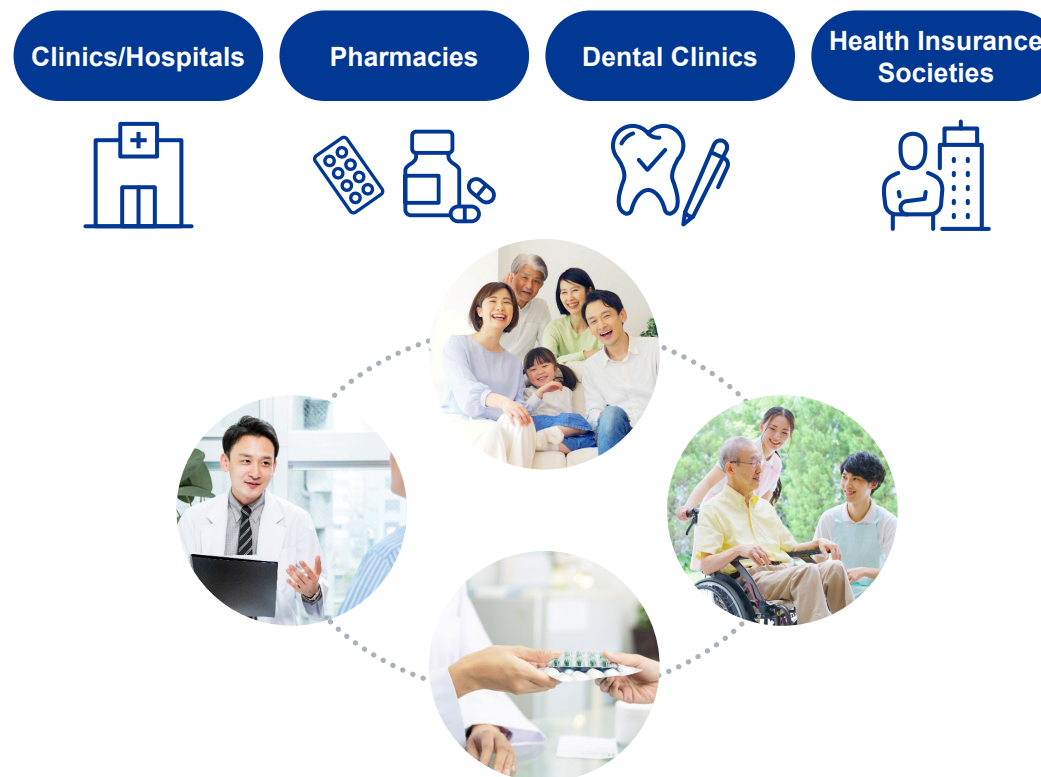 Clinics/Hospitals
Pharmacies
Dental Clinics
Health Insurance
Societies